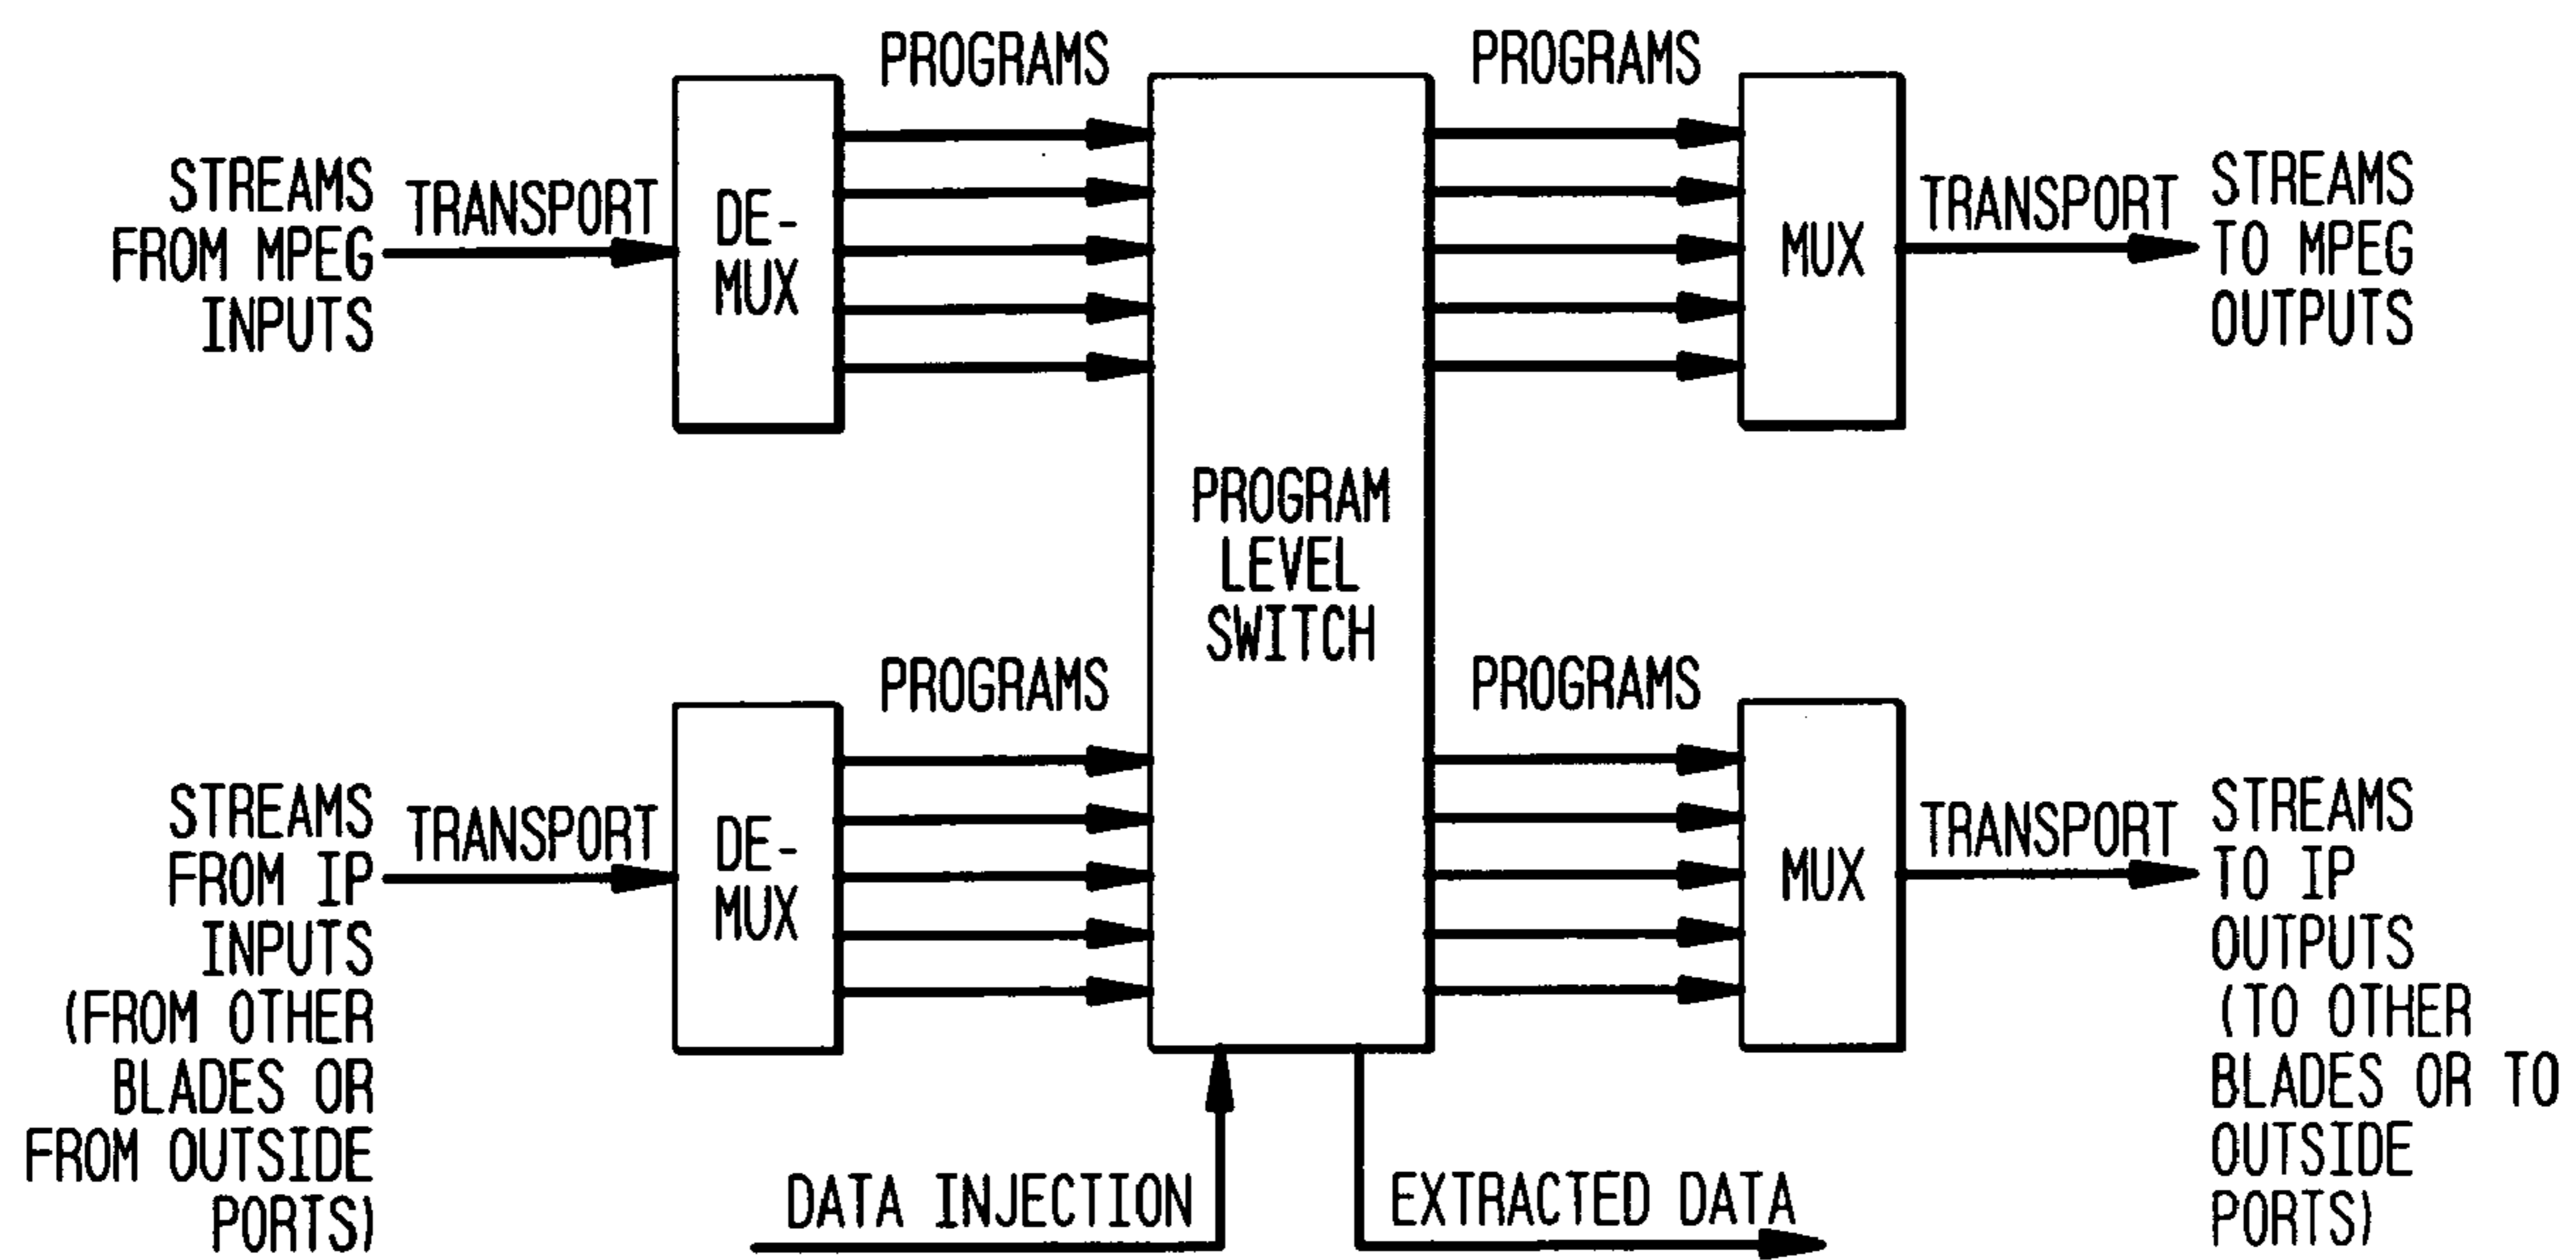 PROGRAMS
PROGRAMS
STREAMS
FROM MPEG
INPUTS
TRANSPORT
DE-
MUX
MUX
TRANSPORT
STREAMS
TO MPEG
OUTPUTS
PROGRAM
LEVEL
SWITCH
PROGRAMS
PROGRAMS
STREAMS
FROM IP
INPUTS
(FROM OTHER
BLADES OR
FROM OUTSIDE
PORTS)
TRANSPORT
DE-
MUX
MUX
TRANSPORT
STREAMS
TO IP
OUTPUTS
(TO OTHER
BLADES OR TO
OUTSIDE
PORTS)
DATA INJECTION
EXTRACTED DATA